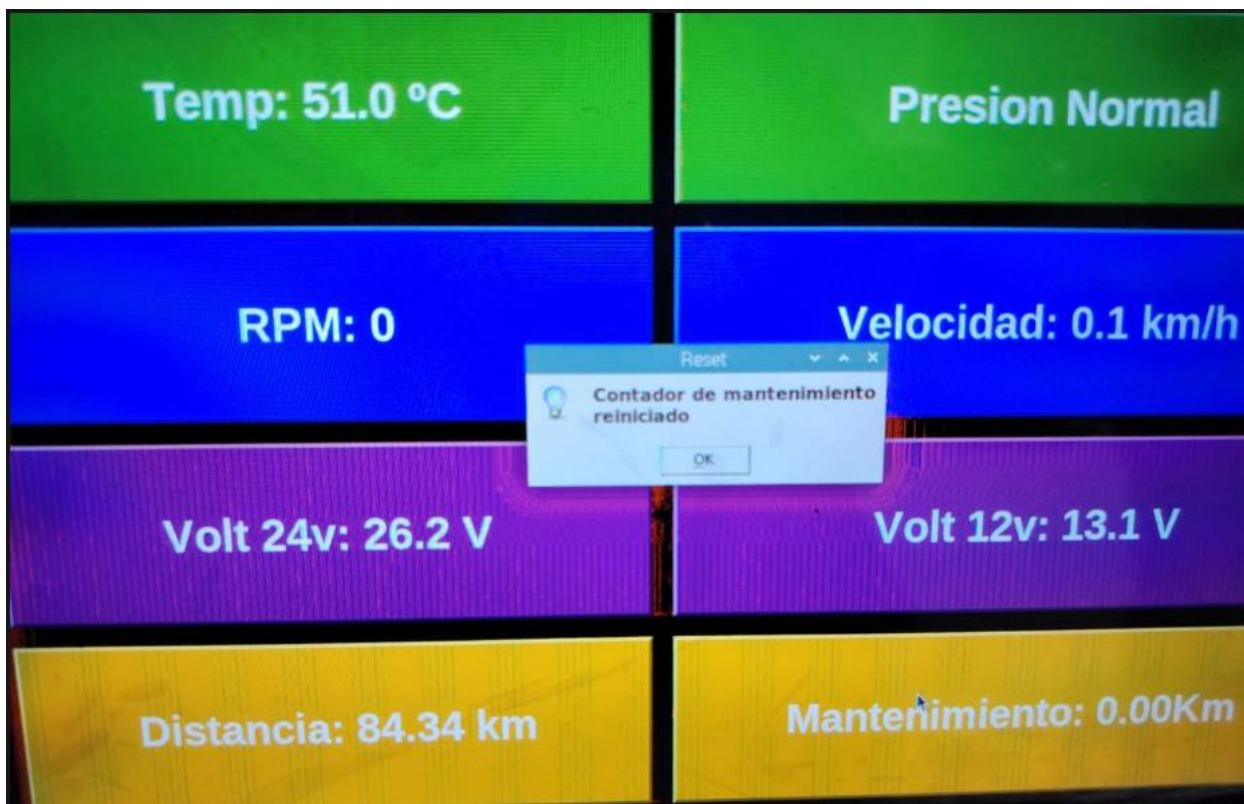 Temp: 51.0 ºC
Presion Normal
RPM: 0
Velocidad: 0.1 km/h
Reset
Contador de mantenimiento
reiniciado
OK
Volt 24v: 26.2 V
Volt 12v: 13.1 V
Distancia: 84.34 km
Mantenimiento: 0.00Km